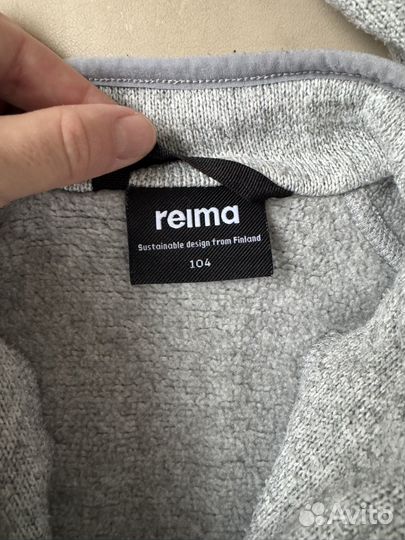 reima
Sustainable design from Finland
104
Avito